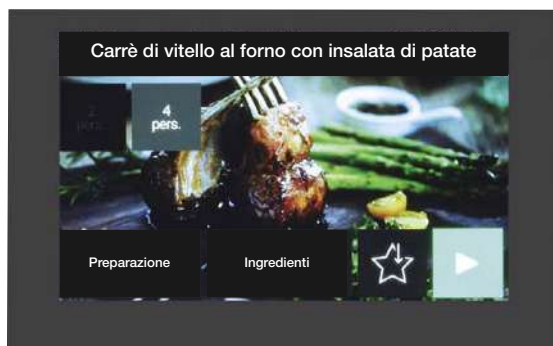 Carrè di vitello al forno con insalata di patate
2
pers.
4
pers.
Preparazione
Ingredienti